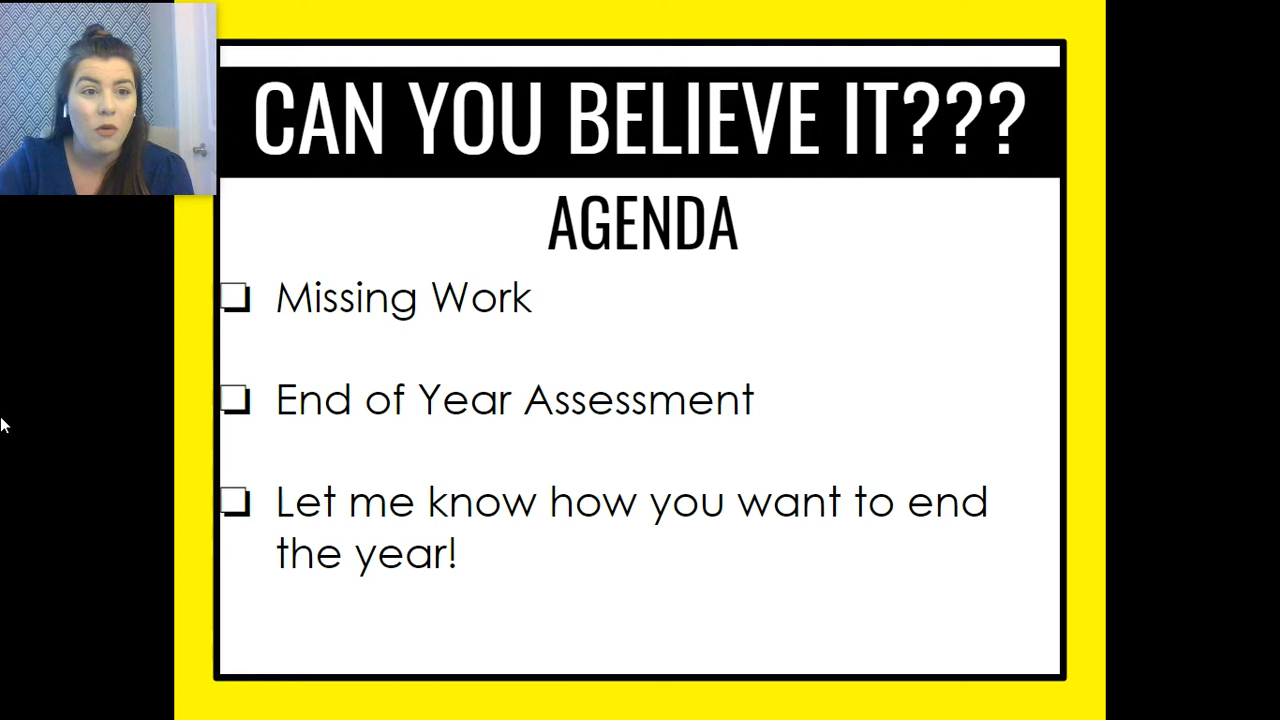 CAN YOU BELIEVE IT???
AGENDA
Missing Work
End of Year Assessment
Let me know how you want to end
the year!